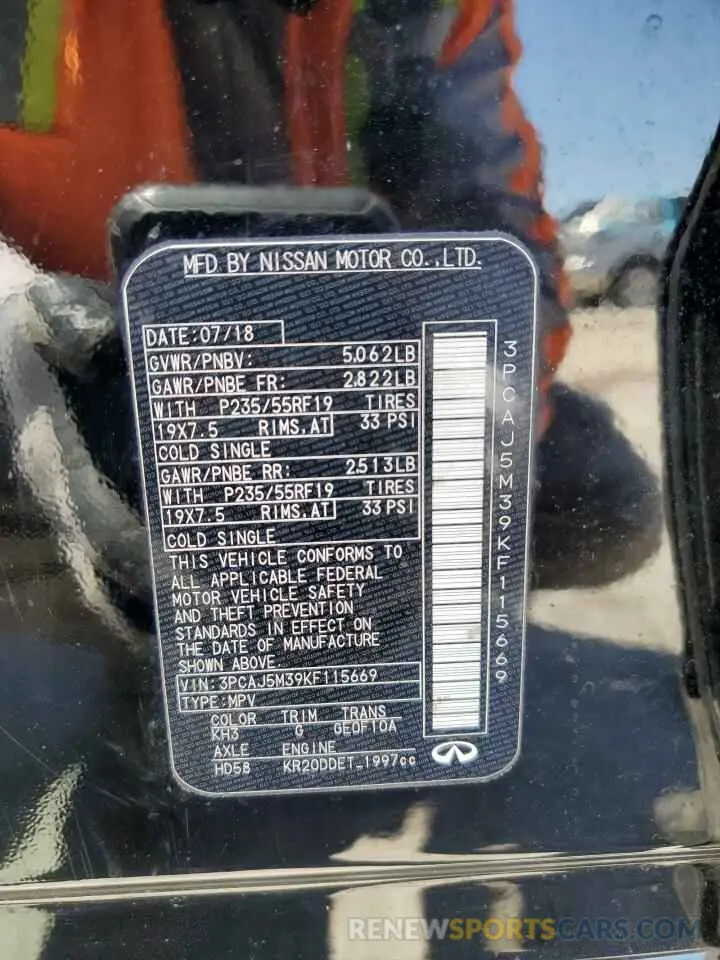 MFD BY NISSAN MOTOR CO.,LTD.
DATE:07/18
GVWR/PNBV: 5.062LB
GAWR/PNBE FR: 2.822LB
WITH P235/55RF19 TIRES
19X7.5 RIMS.AT 33 PSI
COLD SINGLE
GAWR/PNBE RR: 2.513LB
WITH P235/55RF19 TIRES
19X7.5 RIMS.AT 33 PSI
COLD SINGLE
THIS VEHICLE CONFORMS TO
ALL APPLICABLE FEDERAL
MOTOR VEHICLE SAFETY
AND THEFT PREVENTION
STANDARDS IN EFFECT ON
THE DATE OF MANUFACTURE
SHOWN ABOVE
VIN:3PCAJ5M39KF115669
TYPE:MPV
COLOR TRIM TRANS
KH3 G GEOF10A
AXLE ENGINE
HD58 KR20DDET_1997cc
3PCAJ5M39KF115669
RENEWSPORTSCARS.COM